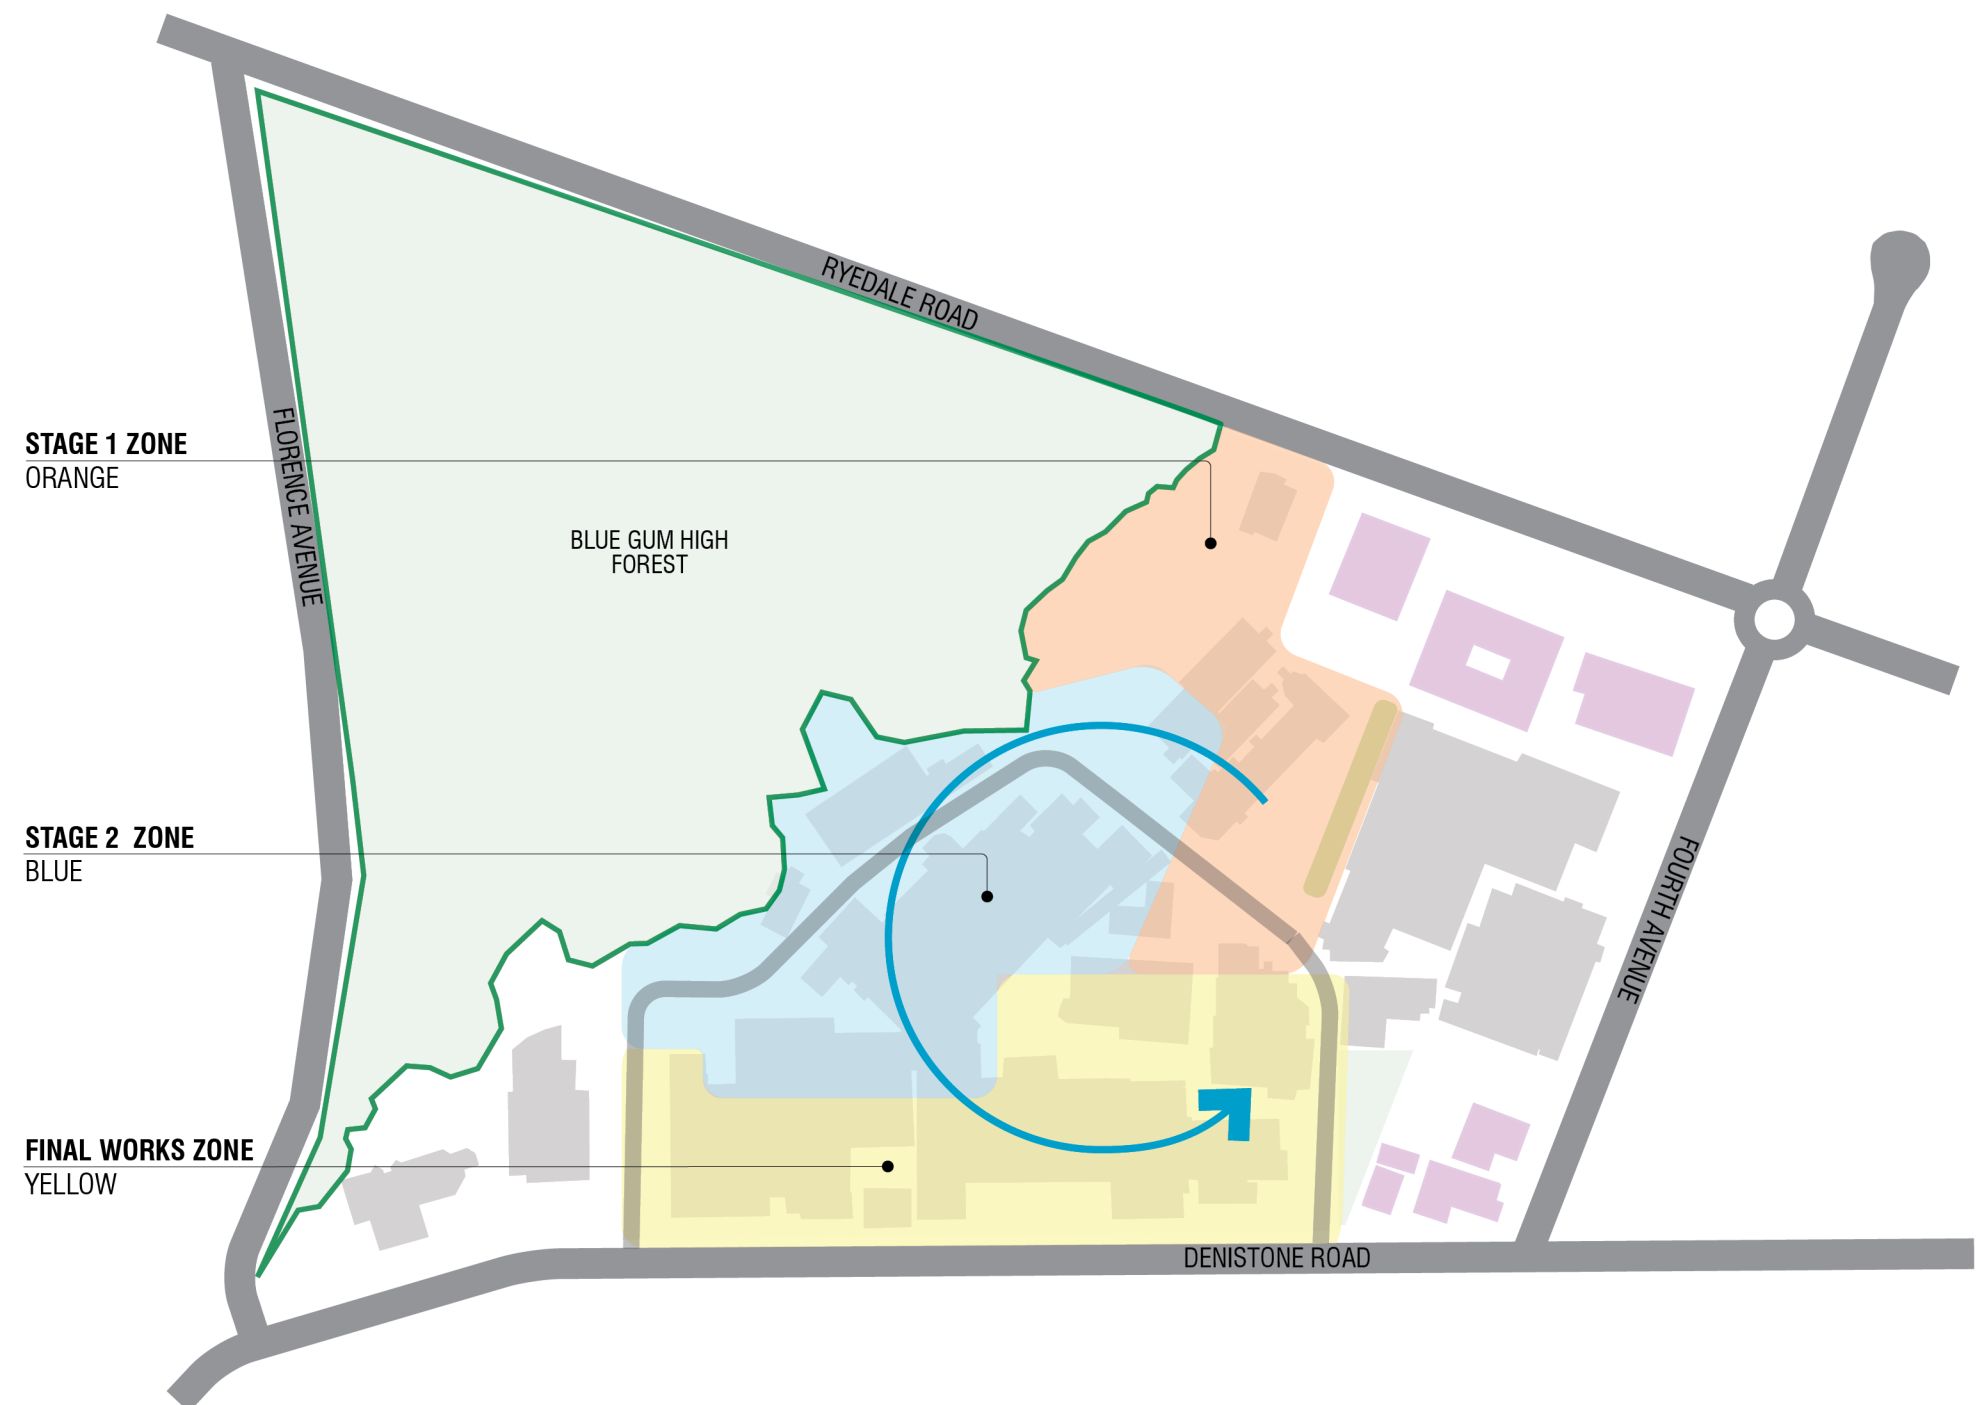 RYEDALE ROAD
FLORENCE AVENUE
STAGE 1 ZONE
ORANGE
BLUE GUM HIGH
FOREST
STAGE 2  ZONE
BLUE
FOURTH AVENUE
FINAL WORKS ZONE
YELLOW
DENISTONE ROAD